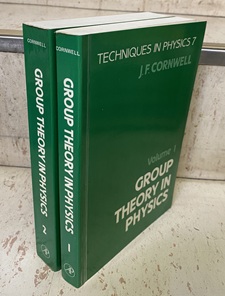 TECHNIQUES IN PHYSICS 7
J. F. CORNWELL
Volume 1
GROUP
THEORY IN
PHYSICS
CORNWELL
GROUP THEORY IN PHYSICS
2
CORNWELL
GROUP THEORY IN PHYSICS
1